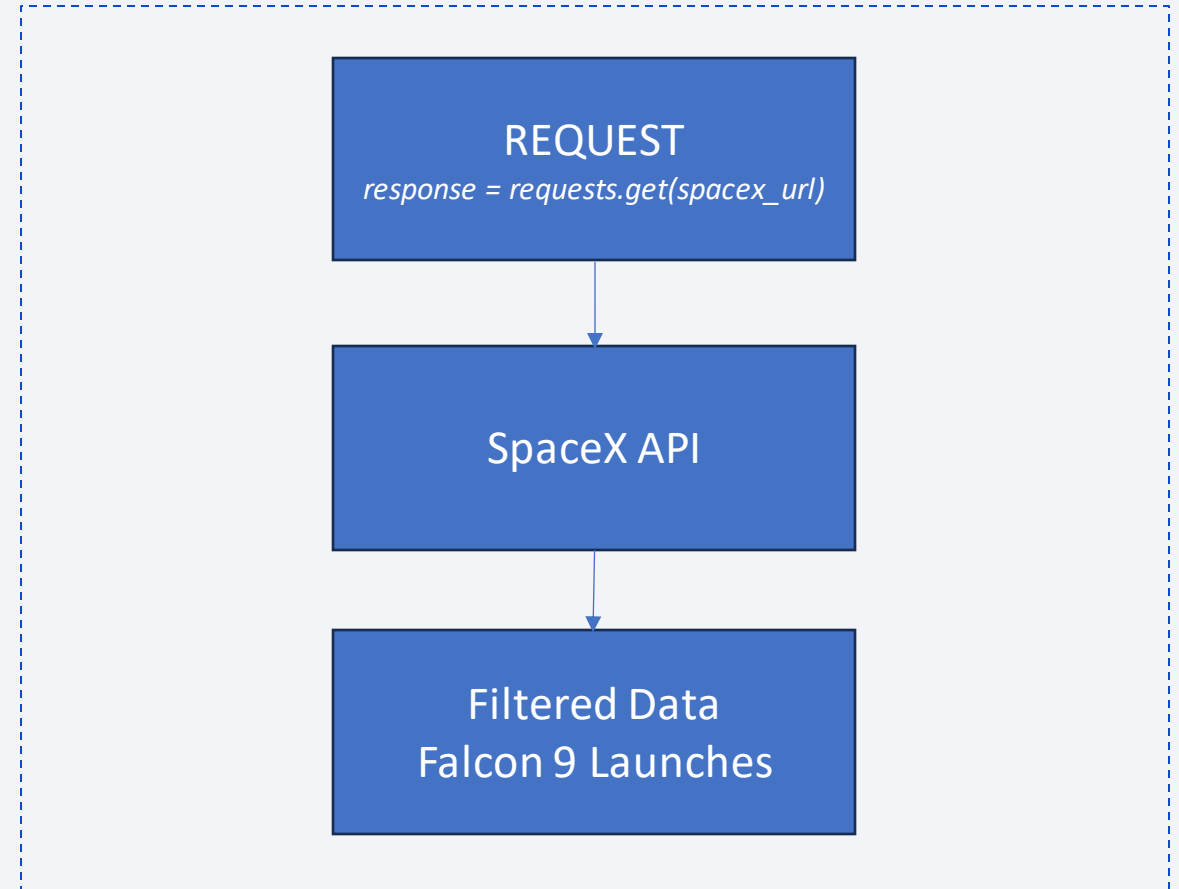 REQUEST
response = requests.get(spacex_url)
SpaceX API
Filtered Data
Falcon 9 Launches